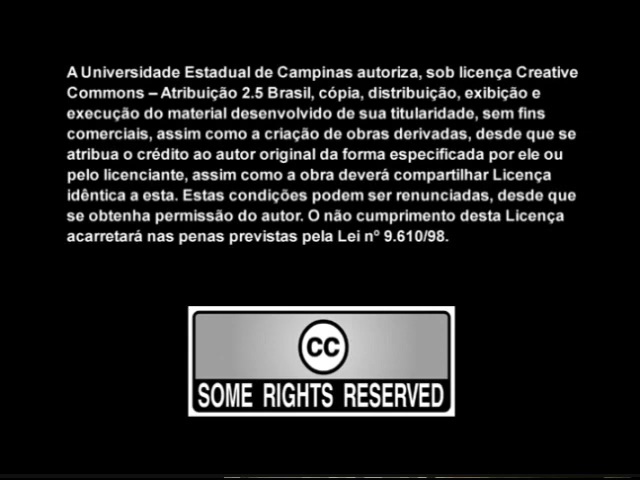 A Universidade Estadual de Campinas autoriza, sob licença Creative
Commons – Atribuição 2.5 Brasil, cópia, distribuição, exibição e
execução do material desenvolvido de sua titularidade, sem fins
comerciais, assim como a criação de obras derivadas, desde que se
atribua o crédito ao autor original da forma especificada por ele ou
pelo licenciante, assim como a obra deverá compartilhar Licença
idêntica a esta. Estas condições podem ser renunciadas, desde que
se obtenha permissão do autor. O não cumprimento desta Licença
acarretará nas penas previstas pela Lei nº 9.610/98.
cc
SOME RIGHTS RESERVED